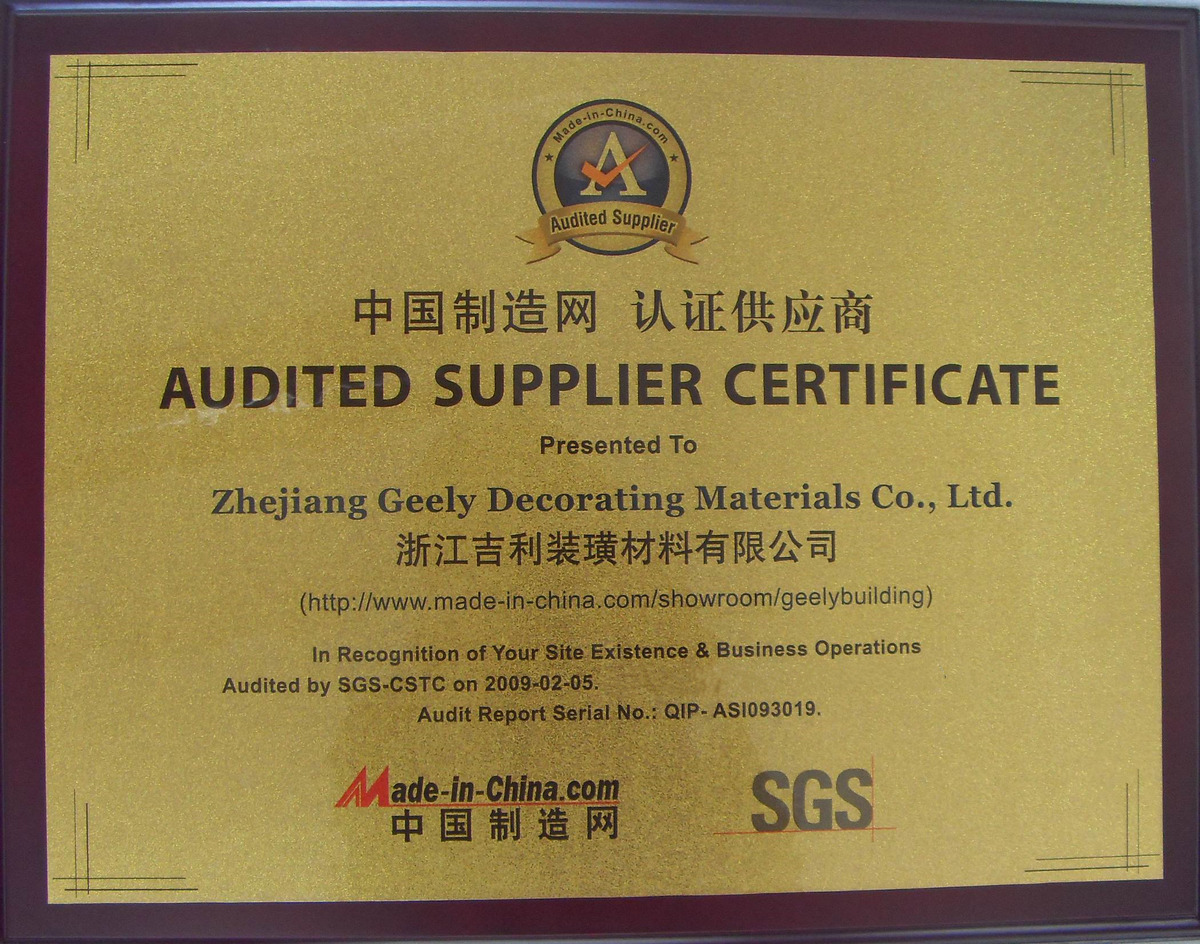 Made-in-China.com
A
Audited Supplier
中国制造网 认证供应商
AUDITED SUPPLIER CERTIFICATE
Presented To
Zhejiang Geely Decorating Materials Co., Ltd.
浙江吉利装璜材料有限公司
(http://www.made-in-china.com/showroom/geelybuilding)
In Recognition of Your Site Existence & Business Operations
Audited by SGS-CSTC on 2009-02-05.
Audit Report Serial No.: QIP- ASI093019.
Made-in-China.com
中国制造网
SGS